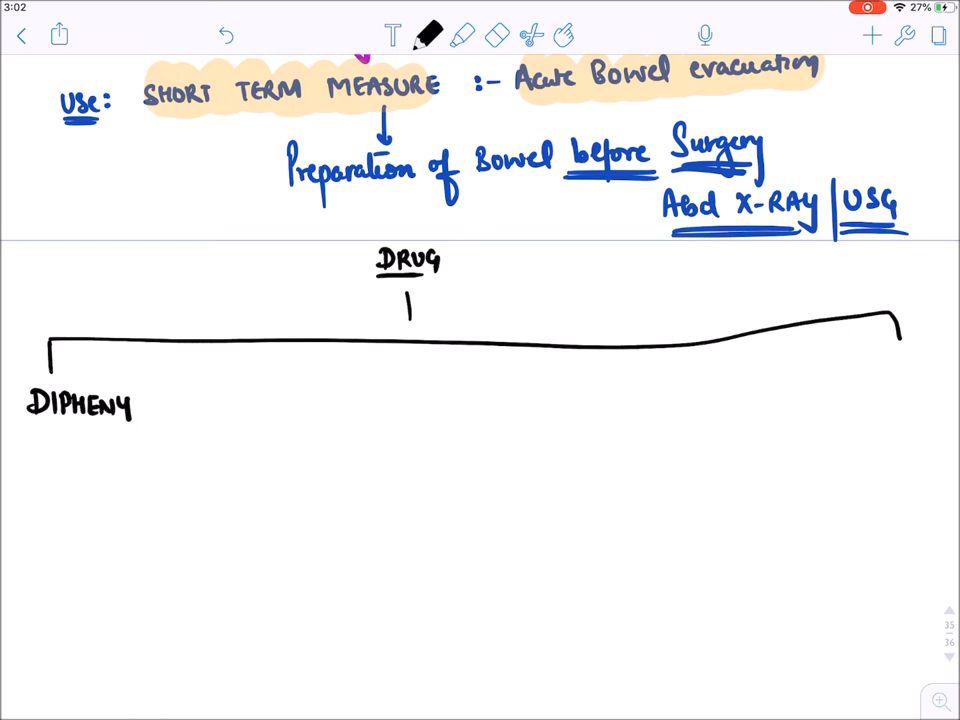 3:02
27%
T
USE: SHORT TERM MEASURE :- Acute Bowel evacuation
Preparation of Bowel before Surgery
Abd X-RAY | USG
DRUG
DIPHENY
35
36